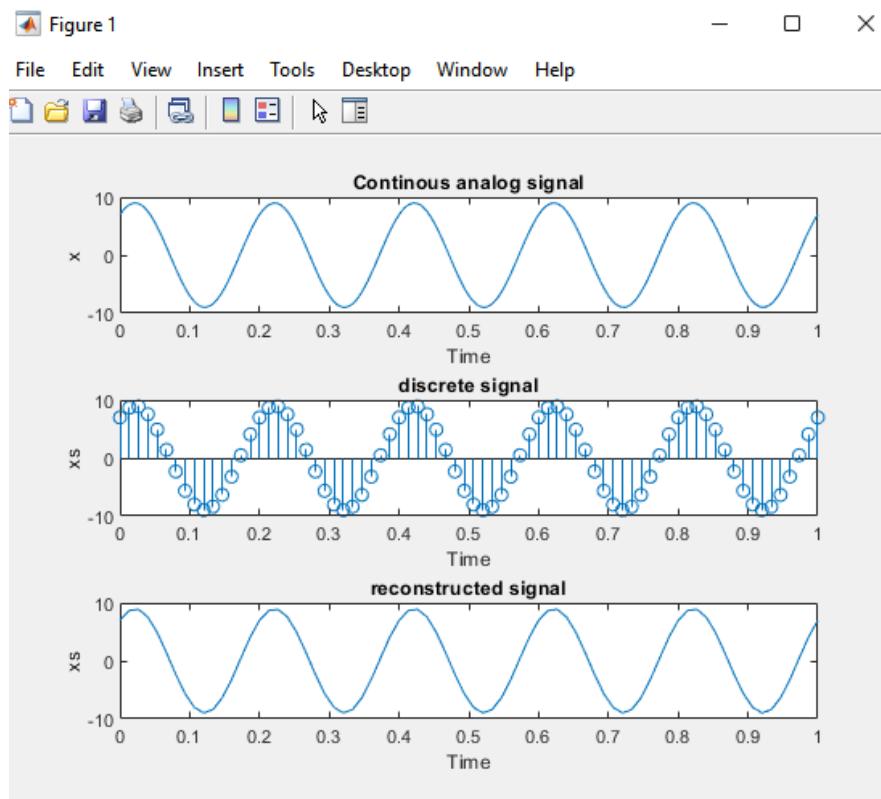 Figure 1
File Edit View Insert Tools Desktop Window Help
Continous analog signal
10
0
-10
x
0 0.1 0.2 0.3 0.4 0.5 0.6 0.7 0.8 0.9 1
Time
discrete signal
10
0
-10
xs
0 0.1 0.2 0.3 0.4 0.5 0.6 0.7 0.8 0.9 1
Time
reconstructed signal
10
0
-10
xs
0 0.1 0.2 0.3 0.4 0.5 0.6 0.7 0.8 0.9 1
Time